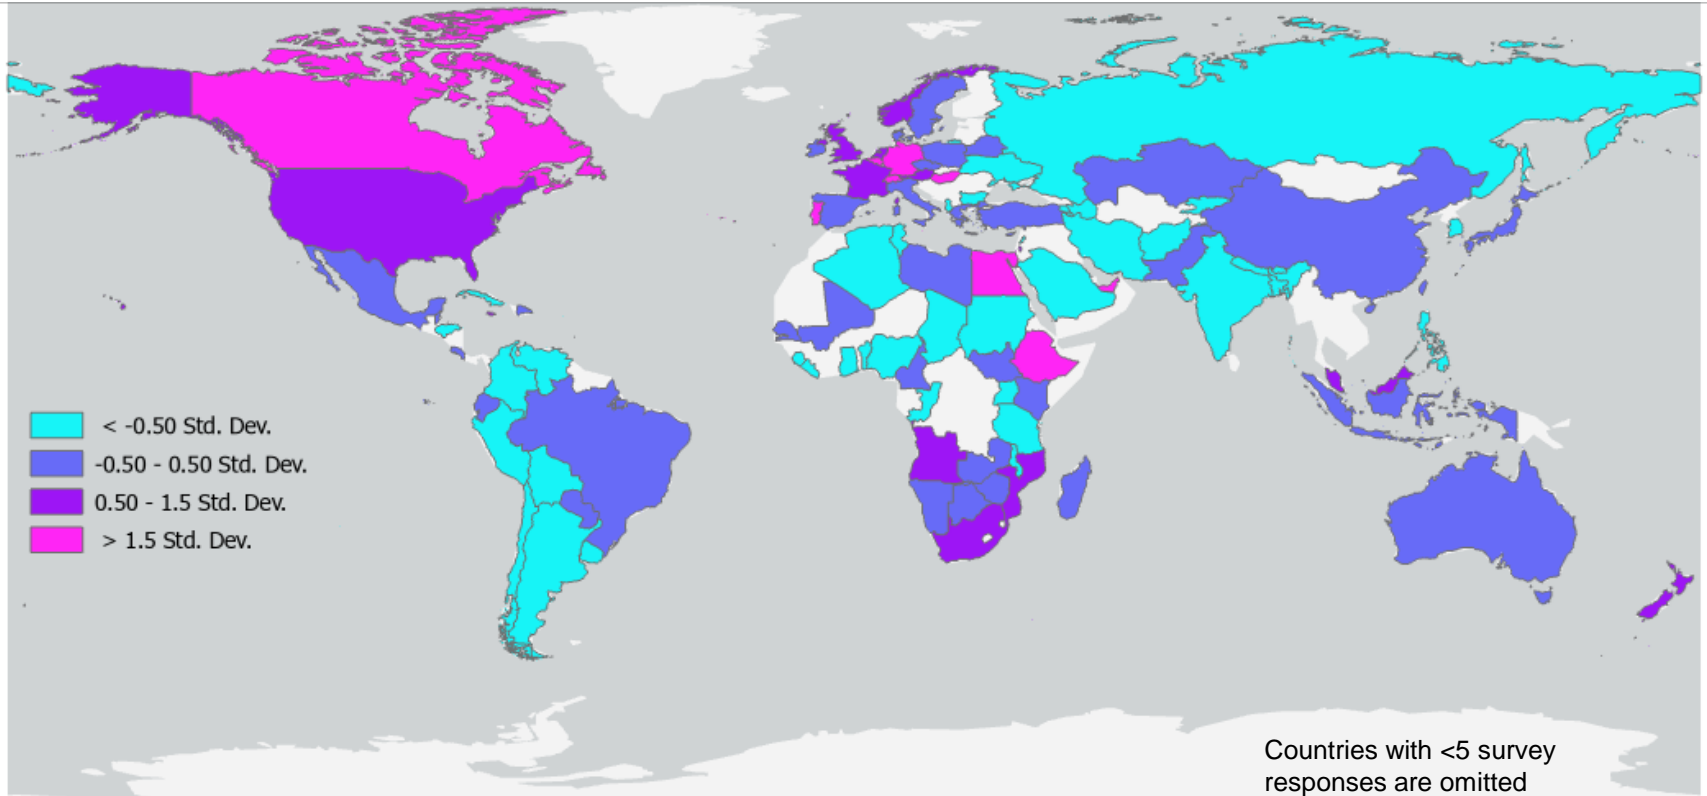 < -0.50 Std. Dev.
-0.50 - 0.50 Std. Dev.
0.50 - 1.5 Std. Dev.
> 1.5 Std. Dev.
Countries with <5 survey
responses are omitted